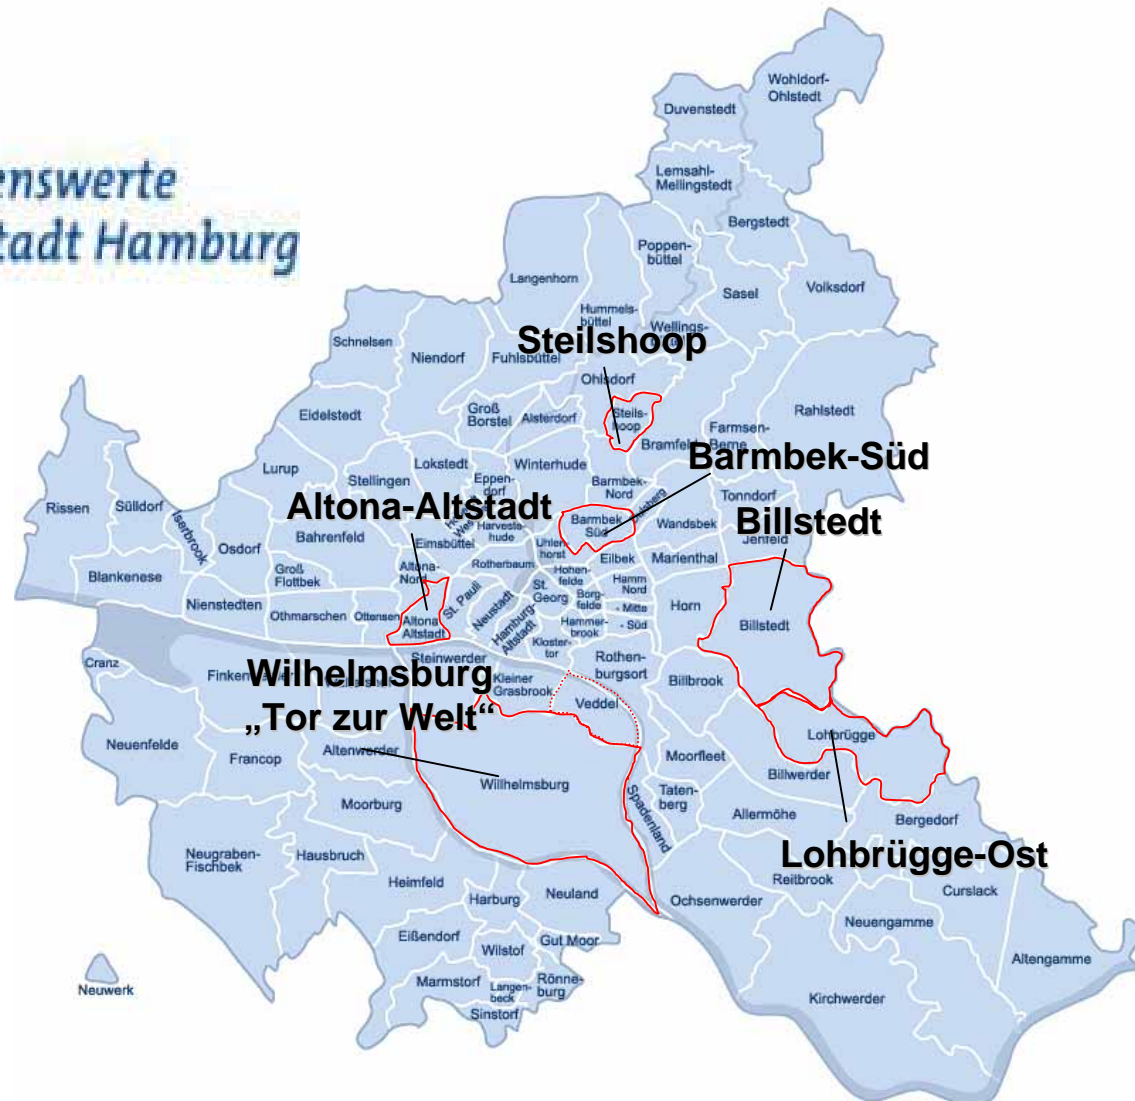 enswerte
tadt Hamburg
Wohldorf-
Ohlstedt
Duvenstedt
Lemsahl-
Mellingstedt
Bergstedt
Poppen-
büttel
Langenhorn
Sasel
Volksdorf
Hummels-
büttel
Wellings-
Schnelsen
Niendorf
Fuhlsbüttel
Steilshoop
Ohlsdorf
Eidelstedt
Groß
Borstel
Alsterdorf
Steils-
hoop
Rahlstedt
Farmsen-
Berne
Bramfeld
Lurup
Stellingen
Lokstedt
Winterhude
Barmbek-Süd
Eppen-
dorf
Barmbek-
Nord
Rissen
Sülldorf
Iserbrook
Osdorf
Altona-Altstadt
Bahrenfeld
Eimsbüttel
Harveste-
hude
Uhlen-
horst
Barmbek
Süd
Wandsbek
Tonndorf
Billstedt
Jenfeld
Blankenese
Groß
Flottbek
Altona-
Nord
Rotherbaum
Hohen-
felde
Eilbek
Marienthal
Nienstedten
Othmarschen
Ottensen
Altona
Altstadt
St. Pauli
Neustadt
Hamburg-
Altstadt
St.
Georg
Borg-
felde
Hamm
Nord
- Mitte
- Süd
Horn
Billstedt
Hammer-
brook
Kloster-
tor
Cranz
Steinwerder
Wilhelmsburg
„Tor zur Welt“
Kleiner
Grasbrook
Rothen-
burgsort
Veddel
Billbrook
Neuenfelde
Francop
Altenwerder
Moorburg
Wiilhelmsburg
Moorfleet
Lohbrügge
Billwerder
Spadenland
Taten-
berg
Allermöhe
Bergedorf
Lohbrügge-Ost
Neugraben-
Fischbek
Hausbruch
Heimfeld
Harburg
Neuland
Ochsenwerder
Reitbrook
Curslack
Neuengamme
Eißendorf
Wilstof
Gut Moor
Altengamme
Neuwerk
Marmstorf
Langen-
beck
Rönne-
burg
Sinstorf
Kirchwerder